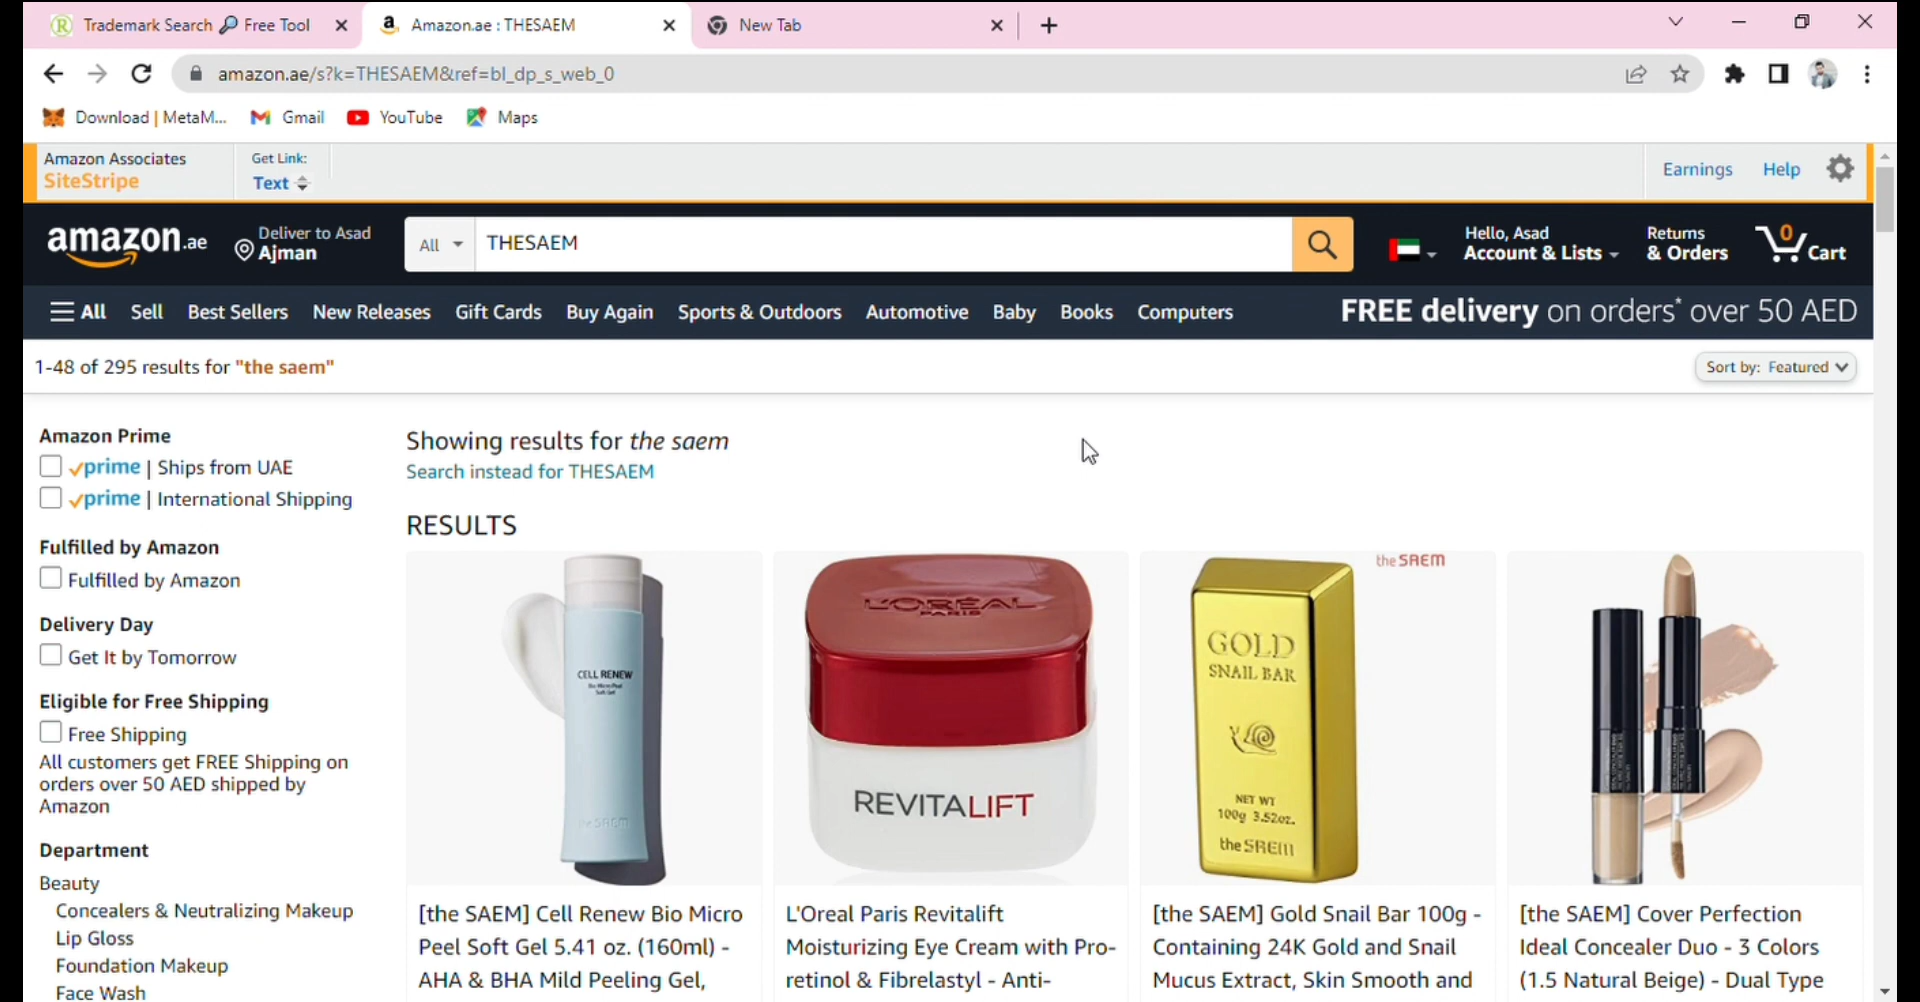 Trademark Search 🔎 Free Tool
Amazon.ae : THESAEM
New Tab
amazon.ae/s?k=THESAEM&ref=bl_dp_s_web_0
Download | MetaM...
Gmail
YouTube
Maps
Amazon Associates
SiteStripe
Get Link:
Text
Earnings
Help
amazon.ae
Deliver to Asad
Ajman
All
THESAEM
Hello, Asad
Account & Lists
Returns
& Orders
0
Cart
All
Sell
Best Sellers
New Releases
Gift Cards
Buy Again
Sports & Outdoors
Automotive
Baby
Books
Computers
FREE delivery on orders* over 50 AED
1-48 of 295 results for "the saem"
Sort by: Featured
Amazon Prime
prime | Ships from UAE
prime | International Shipping
Fulfilled by Amazon
Fulfilled by Amazon
Delivery Day
Get It by Tomorrow
Eligible for Free Shipping
Free Shipping
All customers get FREE Shipping on
orders over 50 AED shipped by
Amazon
Department
Beauty
Concealers & Neutralizing Makeup
Lip Gloss
Foundation Makeup
Face Wash
Showing results for the saem
Search instead for THESAEM
RESULTS
CELL RENEW
Bio Micro Peel
Soft Gel
the SAEM
[the SAEM] Cell Renew Bio Micro
Peel Soft Gel 5.41 oz. (160ml) -
AHA & BHA Mild Peeling Gel,
L'ORÉAL
PARIS
REVITALIFT
L'Oreal Paris Revitalift
Moisturizing Eye Cream with Pro-
retinol & Fibrelastyl - Anti-
the SAEM
GOLD
SNAIL BAR
NET WT
100g 3.52oz.
the SAEM
[the SAEM] Gold Snail Bar 100g -
Containing 24K Gold and Snail
Mucus Extract, Skin Smooth and
[the SAEM] Cover Perfection
Ideal Concealer Duo - 3 Colors
(1.5 Natural Beige) - Dual Type